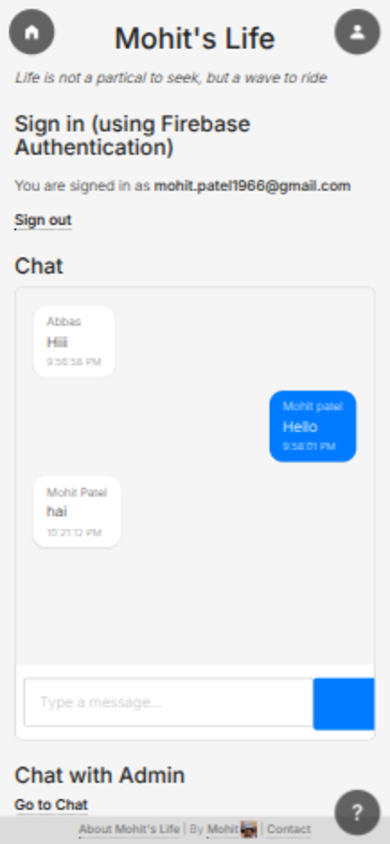 Mohit's Life
Life is not a partical to seek, but a wave to ride
Sign in (using Firebase
Authentication)
You are signed in as mohit.patel1966@gmail.com
Sign out
Chat
Abbas
Hiii
9:56:58 PM
Mohit patel
Hello
9:58:01 PM
Mohit Patel
hai
10:21:12 PM
Type a message...
Chat with Admin
Go to Chat
?
About Mohit's Life | By Mohit | Contact